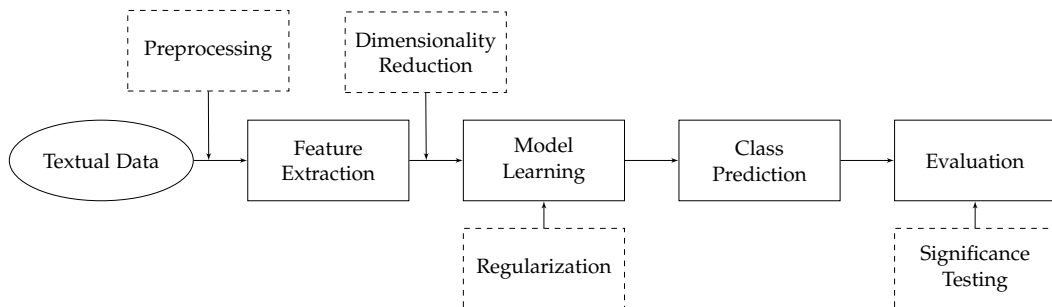 Preprocessing
Dimensionality
Reduction
Textual Data
Feature
Extraction
Model
Learning
Class
Prediction
Evaluation
Regularization
Significance
Testing